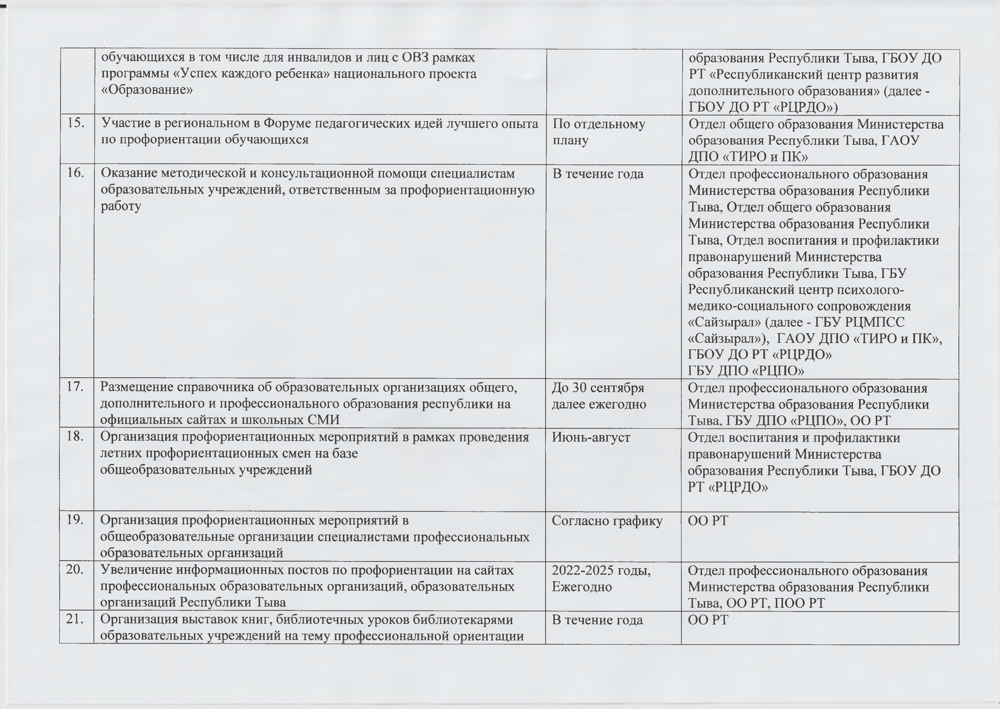 обучающихся в том числе для инвалидов и лиц с ОВЗ рамках
программы «Успех каждого ребенка» национального проекта
«Образование»
образования Республики Тыва, ГБОУ ДО
РТ «Республиканский центр развития
дополнительного образования» (далее -
ГБОУ ДО РТ «РЦРДО»)
15.
Участие в региональном в Форуме педагогических идей лучшего опыта
по профориентации обучающихся
По отдельному
плану
Отдел общего образования Министерства
образования Республики Тыва, ГАОУ
ДПО «ТИРО и ПК»
16.
Оказание методической и консультационной помощи специалистам
образовательных учреждений, ответственным за профориентационную
работу
В течение года
Отдел профессионального образования
Министерства образования Республики
Тыва, Отдел общего образования
Министерства образования Республики
Тыва, Отдел воспитания и профилактики
правонарушений Министерства
образования Республики Тыва, ГБУ
Республиканский центр психолого-
медико-социального сопровождения
«Сайзырал» (далее - ГБУ РЦМПСС
«Сайзырал»), ГАОУ ДПО «ТИРО и ПК»,
ГБОУ ДО РТ «РЦРДО»
ГБУ ДПО «РЦПО»
17.
Размещение справочника об образовательных организациях общего,
дополнительного и профессионального образования республики на
официальных сайтах и школьных СМИ
До 30 сентября
далее ежегодно
Отдел профессионального образования
Министерства образования Республики
Тыва, ГБУ ДПО «РЦПО», ОО РТ
18.
Организация профориентационных мероприятий в рамках проведения
летних профориентационных смен на базе
общеобразовательных учреждений
Июнь-август
Отдел воспитания и профилактики
правонарушений Министерства
образования Республики Тыва, ГБОУ ДО
РТ «РЦРДО»
19.
Организация профориентационных мероприятий в
общеобразовательные организации специалистами профессиональных
образовательных организаций
Согласно графику
ОО РТ
20.
Увеличение информационных постов по профориентации на сайтах
профессиональных образовательных организаций, образовательных
организаций Республики Тыва
2022-2025 годы,
Ежегодно
Отдел профессионального образования
Министерства образования Республики
Тыва, ОО РТ, ПОО РТ
21.
Организация выставок книг, библиотечных уроков библиотекарями
образовательных учреждений на тему профессиональной ориентации
В течение года
ОО РТ